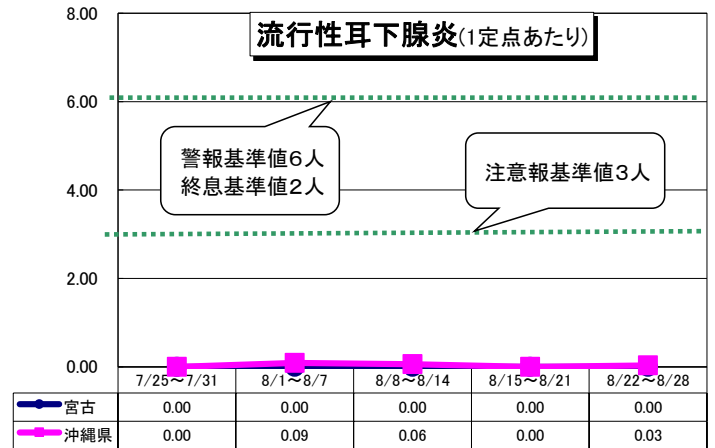 流行性耳下腺炎(1定点あたり)
8.00
6.00
警報基準値6人
終息基準値2人
注意報基準値3人
4.00
2.00
0.00
7/25～7/31 8/1～8/7 8/8～8/14 8/15～8/21 8/22～8/28
宮古 0.00 0.00 0.00 0.00 0.00
沖縄県 0.00 0.09 0.06 0.00 0.03